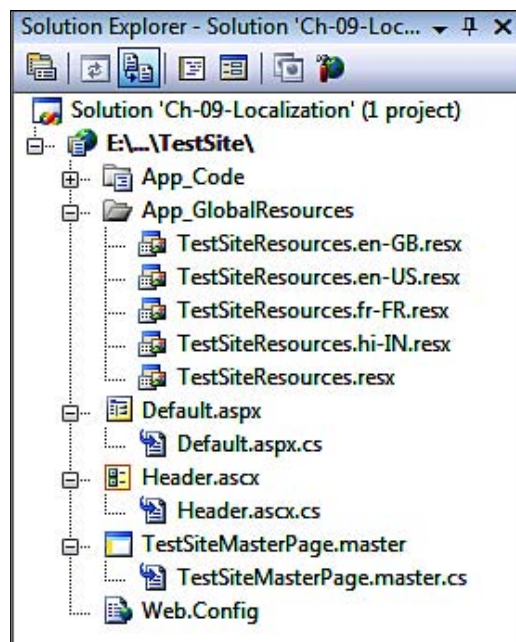 Solution Explorer - Solution 'Ch-09-Loc...
Solution 'Ch-09-Localization' (1 project)
E:\...\TestSite\
App_Code
App_GlobalResources
TestSiteResources.en-GB.resx
TestSiteResources.en-US.resx
TestSiteResources.fr-FR.resx
TestSiteResources.hi-IN.resx
TestSiteResources.resx
Default.aspx
Default.aspx.cs
Header.ascx
Header.ascx.cs
TestSiteMasterPage.master
TestSiteMasterPage.master.cs
Web.Config